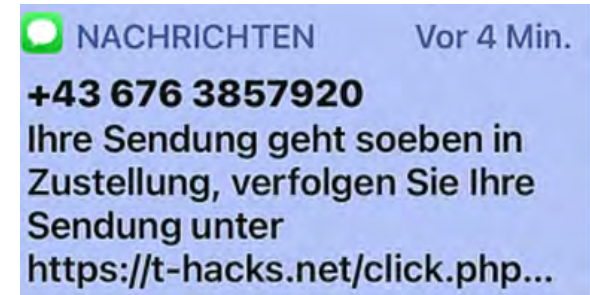 NACHRICHTEN Vor 4 Min.
+43 676 3857920
Ihre Sendung geht soeben in
Zustellung, verfolgen Sie Ihre
Sendung unter
https://t-hacks.net/click.php...